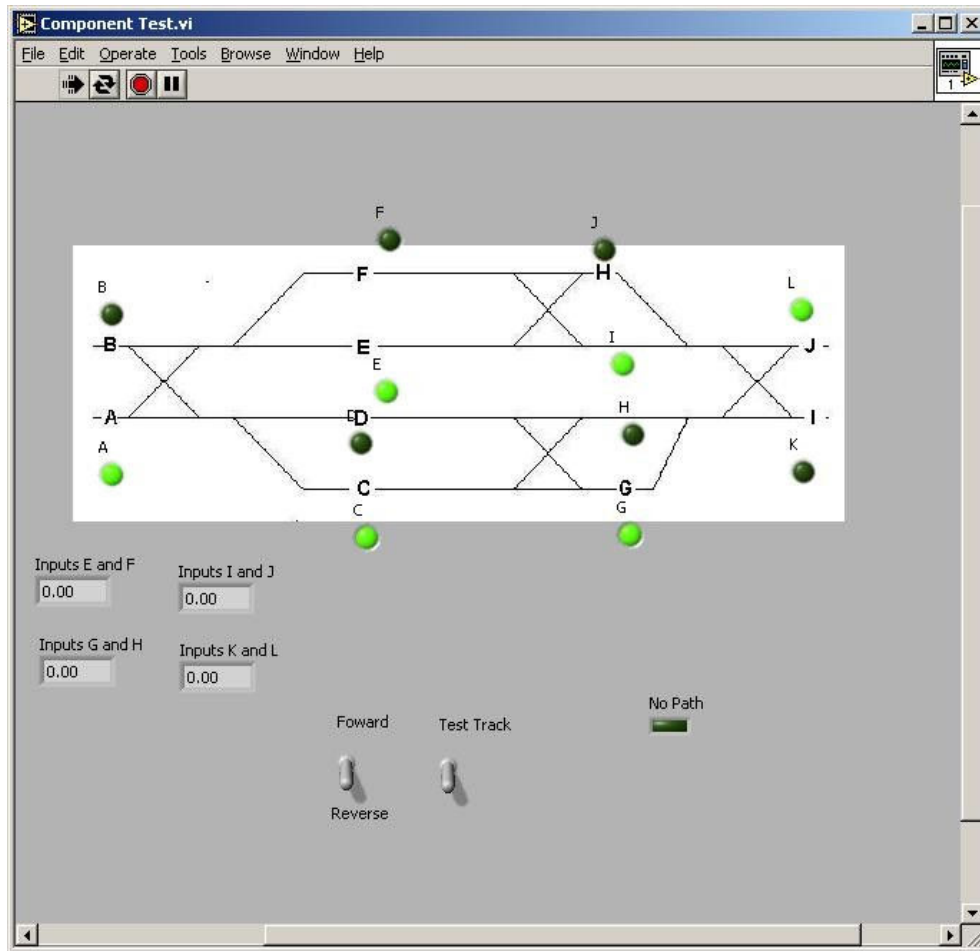 Component Test.vi
File Edit Operate Tools Browse Window Help
1
F
J
F H
B L
I
B E J
E
H
A D D I
A K
C G
C G
Inputs E and F Inputs I and J
0.00 0.00
Inputs G and H Inputs K and L
0.00 0.00
No Path
Foward Test Track
Reverse